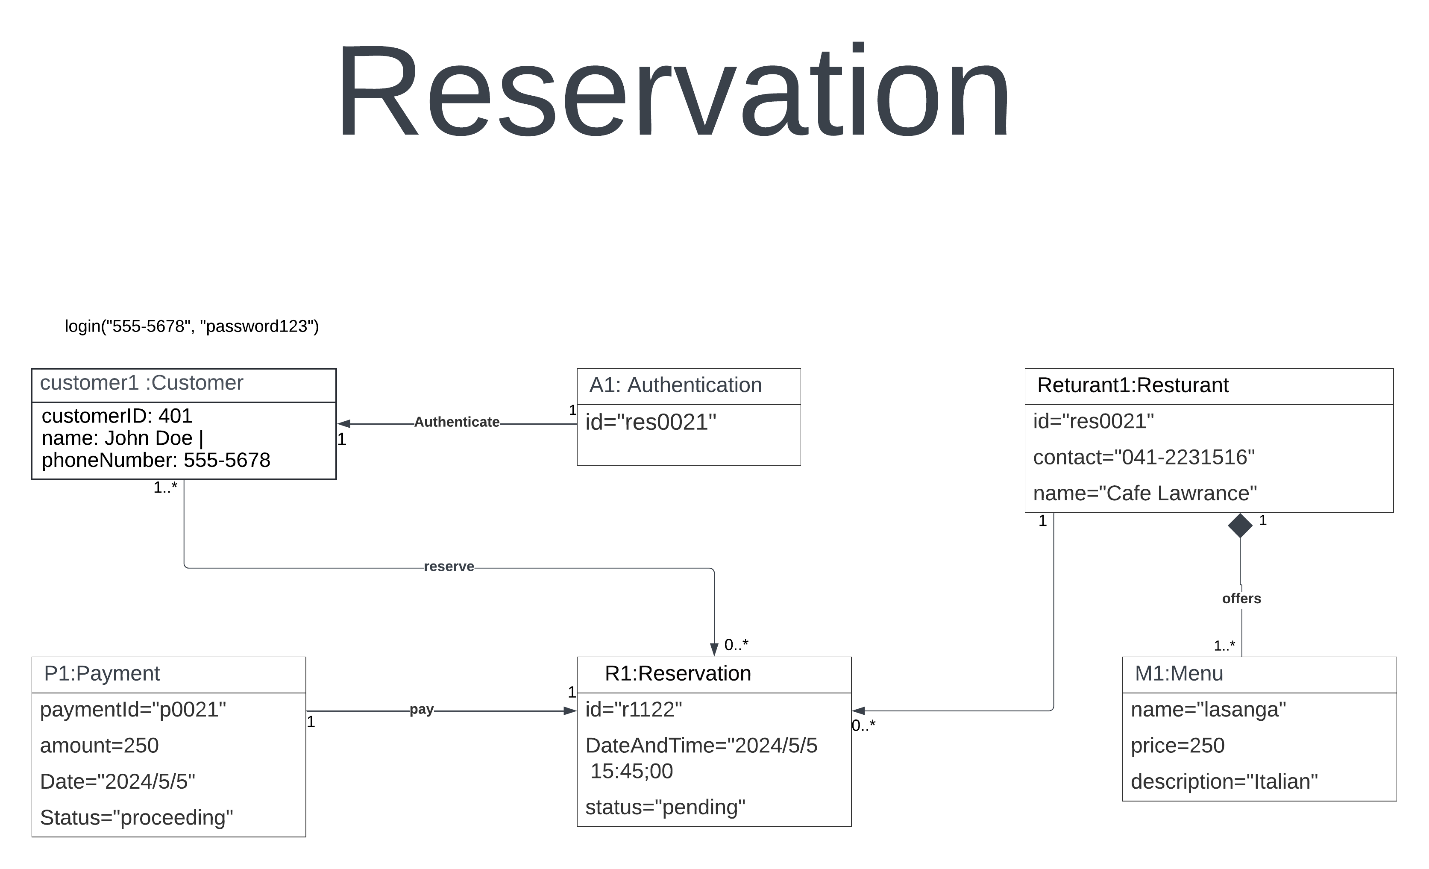 Reservation
login("555-5678", "password123")
customer1 :Customer
customerID: 401
name: John Doe |
phoneNumber: 555-5678
1..*
1
Authenticate
1
A1: Authentication
id="res0021"
Returant1:Resturant
id="res0021"
contact="041-2231516"
name="Cafe Lawrance"
1
1
reserve
offers
0..*
1..*
P1:Payment
paymentId="p0021"
amount=250
Date="2024/5/5"
Status="proceeding"
1
pay
1
R1:Reservation
id="r1122"
DateAndTime="2024/5/5
15:45;00
status="pending"
0..*
M1:Menu
name="lasanga"
price=250
description="Italian"